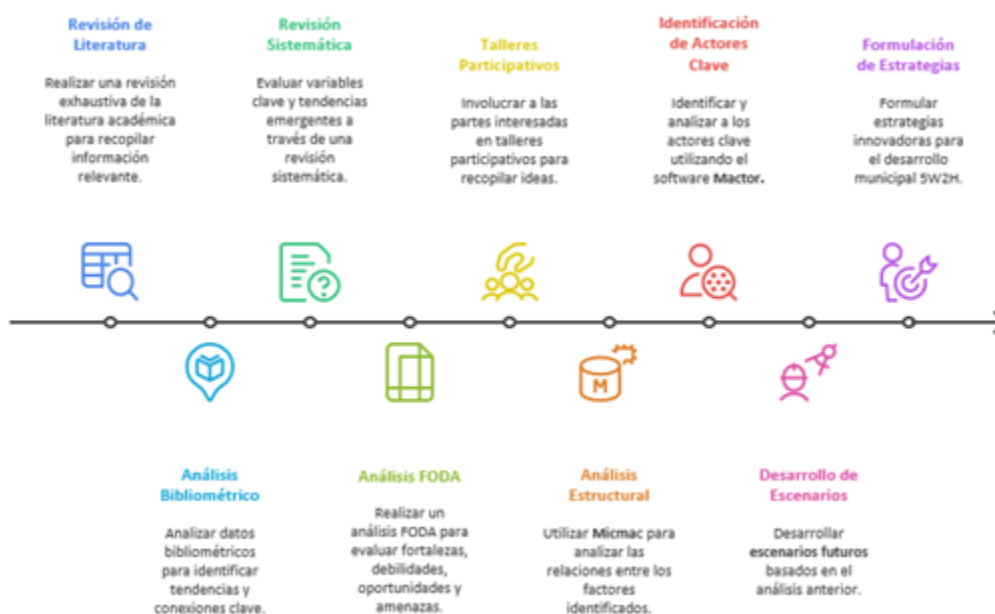 Revisión de
Literatura
Realizar una revisión
exhaustiva de la
literatura académica
para recopilar
información
relevante.
Revisión
Sistemática
Evaluar variables
clave y tendencias
emergentes a
través de una
revisión
sistemática.
Talleres
Participativos
Involucrar a las
partes interesadas
en talleres
participativos para
recopilar ideas.
Identificación
de Actores
Clave
Identificar y
analizar a los
actores clave
utilizando el
software Mactor.
Formulación
de Estrategias
Formular
estrategias
innovadoras para
el desarrollo
municipal 5W2H.
?
M
Análisis
Bibliométrico
Analizar datos
bibliométricos
para identificar
tendencias y
conexiones clave.
Análisis FODA
Realizar un
análisis FODA para
evaluar fortalezas,
debilidades,
oportunidades y
amenazas.
Análisis
Estructural
Utilizar Micmac para
analizar las
relaciones entre los
factores
identificados.
Desarrollo de
Escenarios
Desarrollar
escenarios futuros
basados en el
análisis anterior.